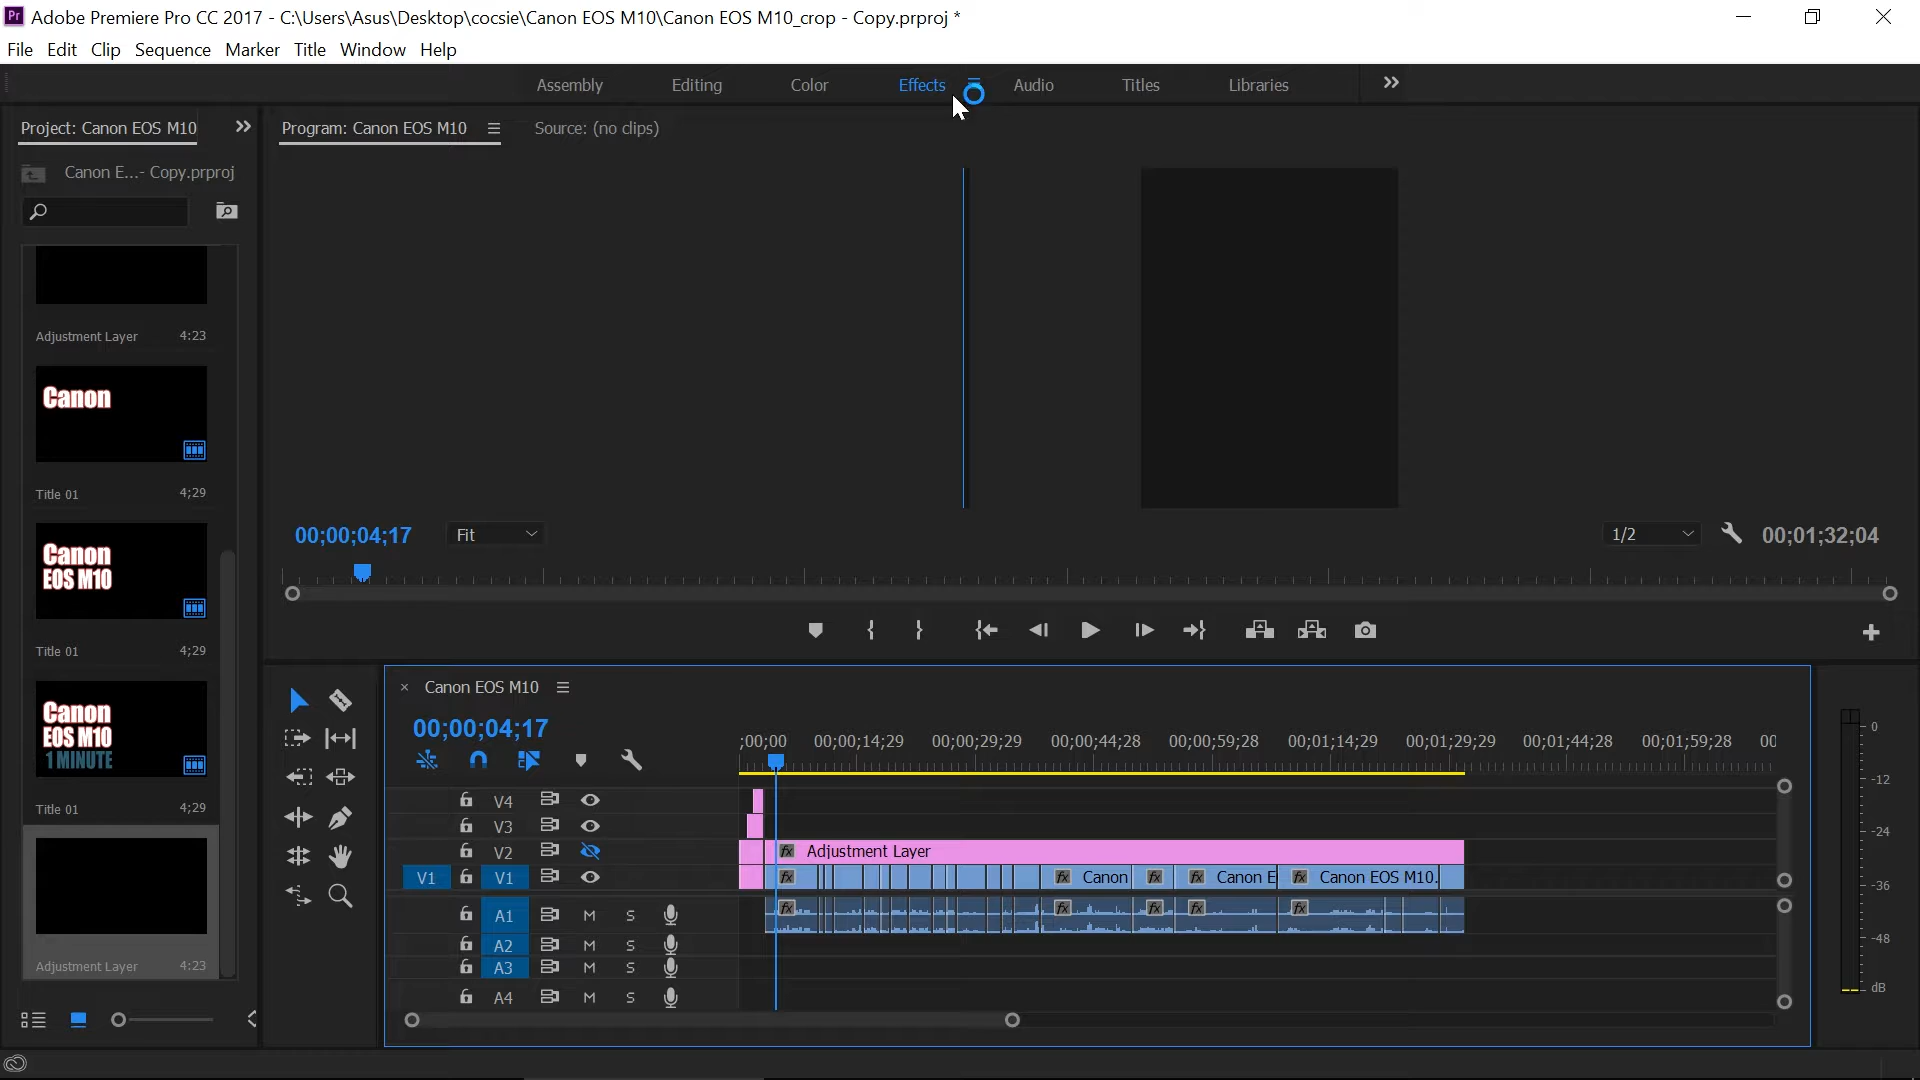 Adobe Premiere Pro CC 2017 - C:\Users\Asus\Desktop\cocsie\Canon EOS M10\Canon EOS M10_crop - Copy.prproj *
File Edit Clip Sequence Marker Title Window Help
Assembly Editing Color Effects Audio Titles Libraries
Project: Canon EOS M10
Program: Canon EOS M10
Source: (no clips)
Canon E...- Copy.prproj
Adjustment Layer 4:23
Canon
Title 01 4;29
Canon
EOS M10
Title 01 4;29
Canon
EOS M10
1 MINUTE
Title 01 4;29
Adjustment Layer 4:23
00;00;04;17 Fit 1/2 00;01;32;04
× Canon EOS M10
00;00;04;17
;00;00 00;00;14;29 00;00;29;29 00;00;44;28 00;00;59;28 00;01;14;29 00;01;29;29 00;01;44;28 00;01;59;28 00
V4
V3
V2 fx Adjustment Layer
V1 V1 fx fx Canon fx fx Canon E fx Canon EOS M10.
A1 M S fx fx fx fx fx
A2 M S
A3 M S
A4 M S
0
-12
-24
-36
-48
dB